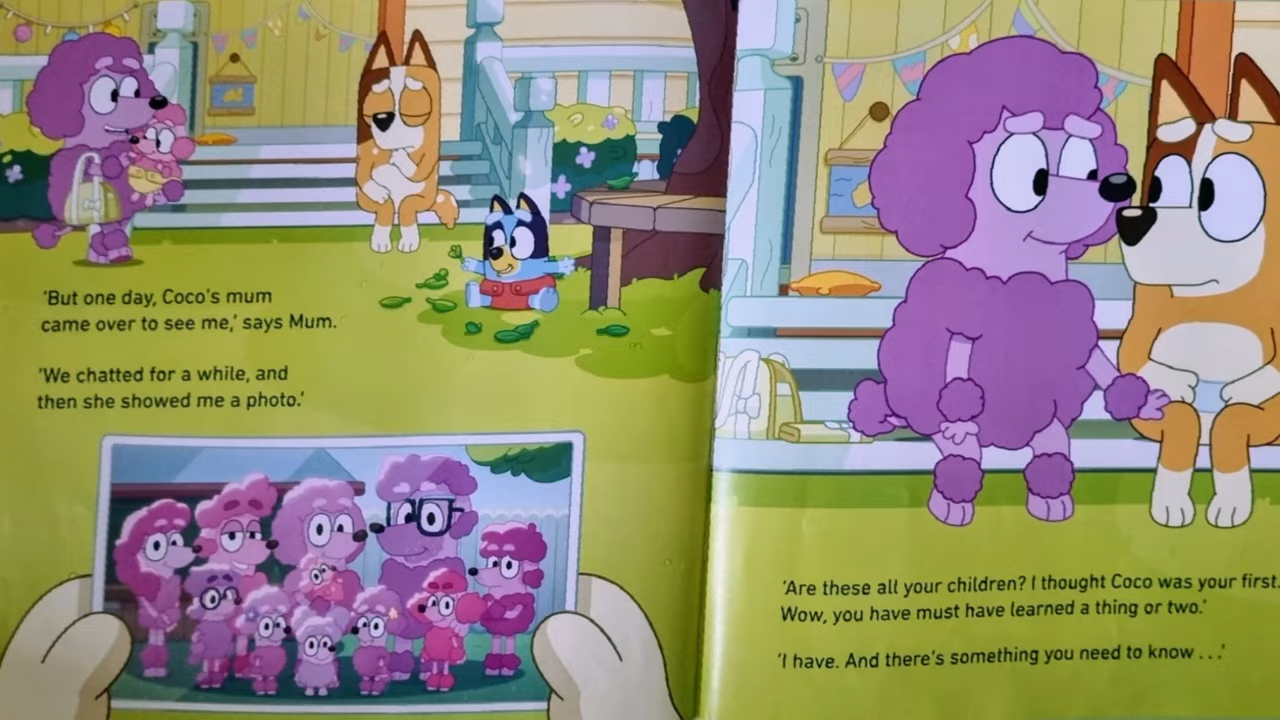 'But one day, Coco's mum
came over to see me,' says Mum.
'We chatted for a while, and
then she showed me a photo.'
'Are these all your children? I thought Coco was your first.
Wow, you have must have learned a thing or two.'
'I have. And there's something you need to know . . .'